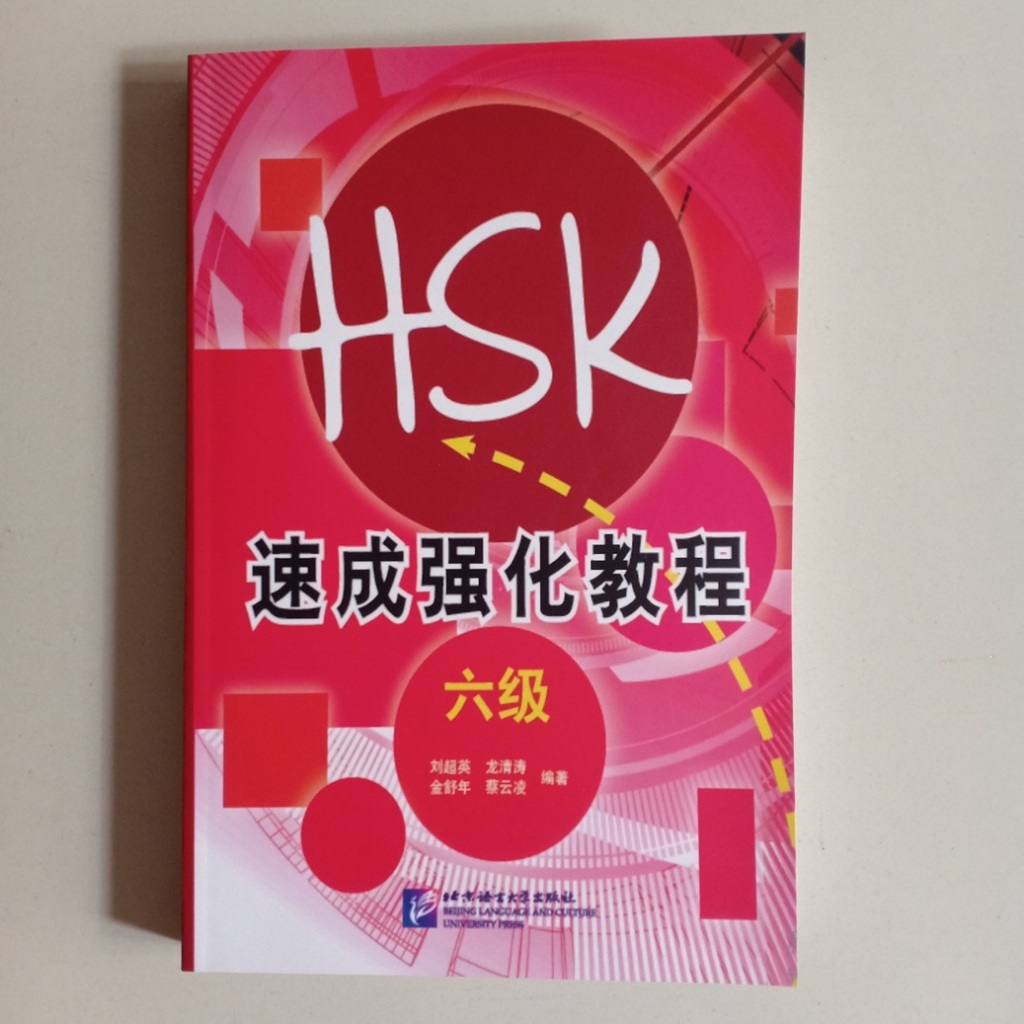 HSK
速成强化教程
六级
刘超英 龙清涛
金舒年 蔡云凌 编著
北京语言大学出版社
BEIJING LANGUAGE AND CULTURE
UNIVERSITY PRESS